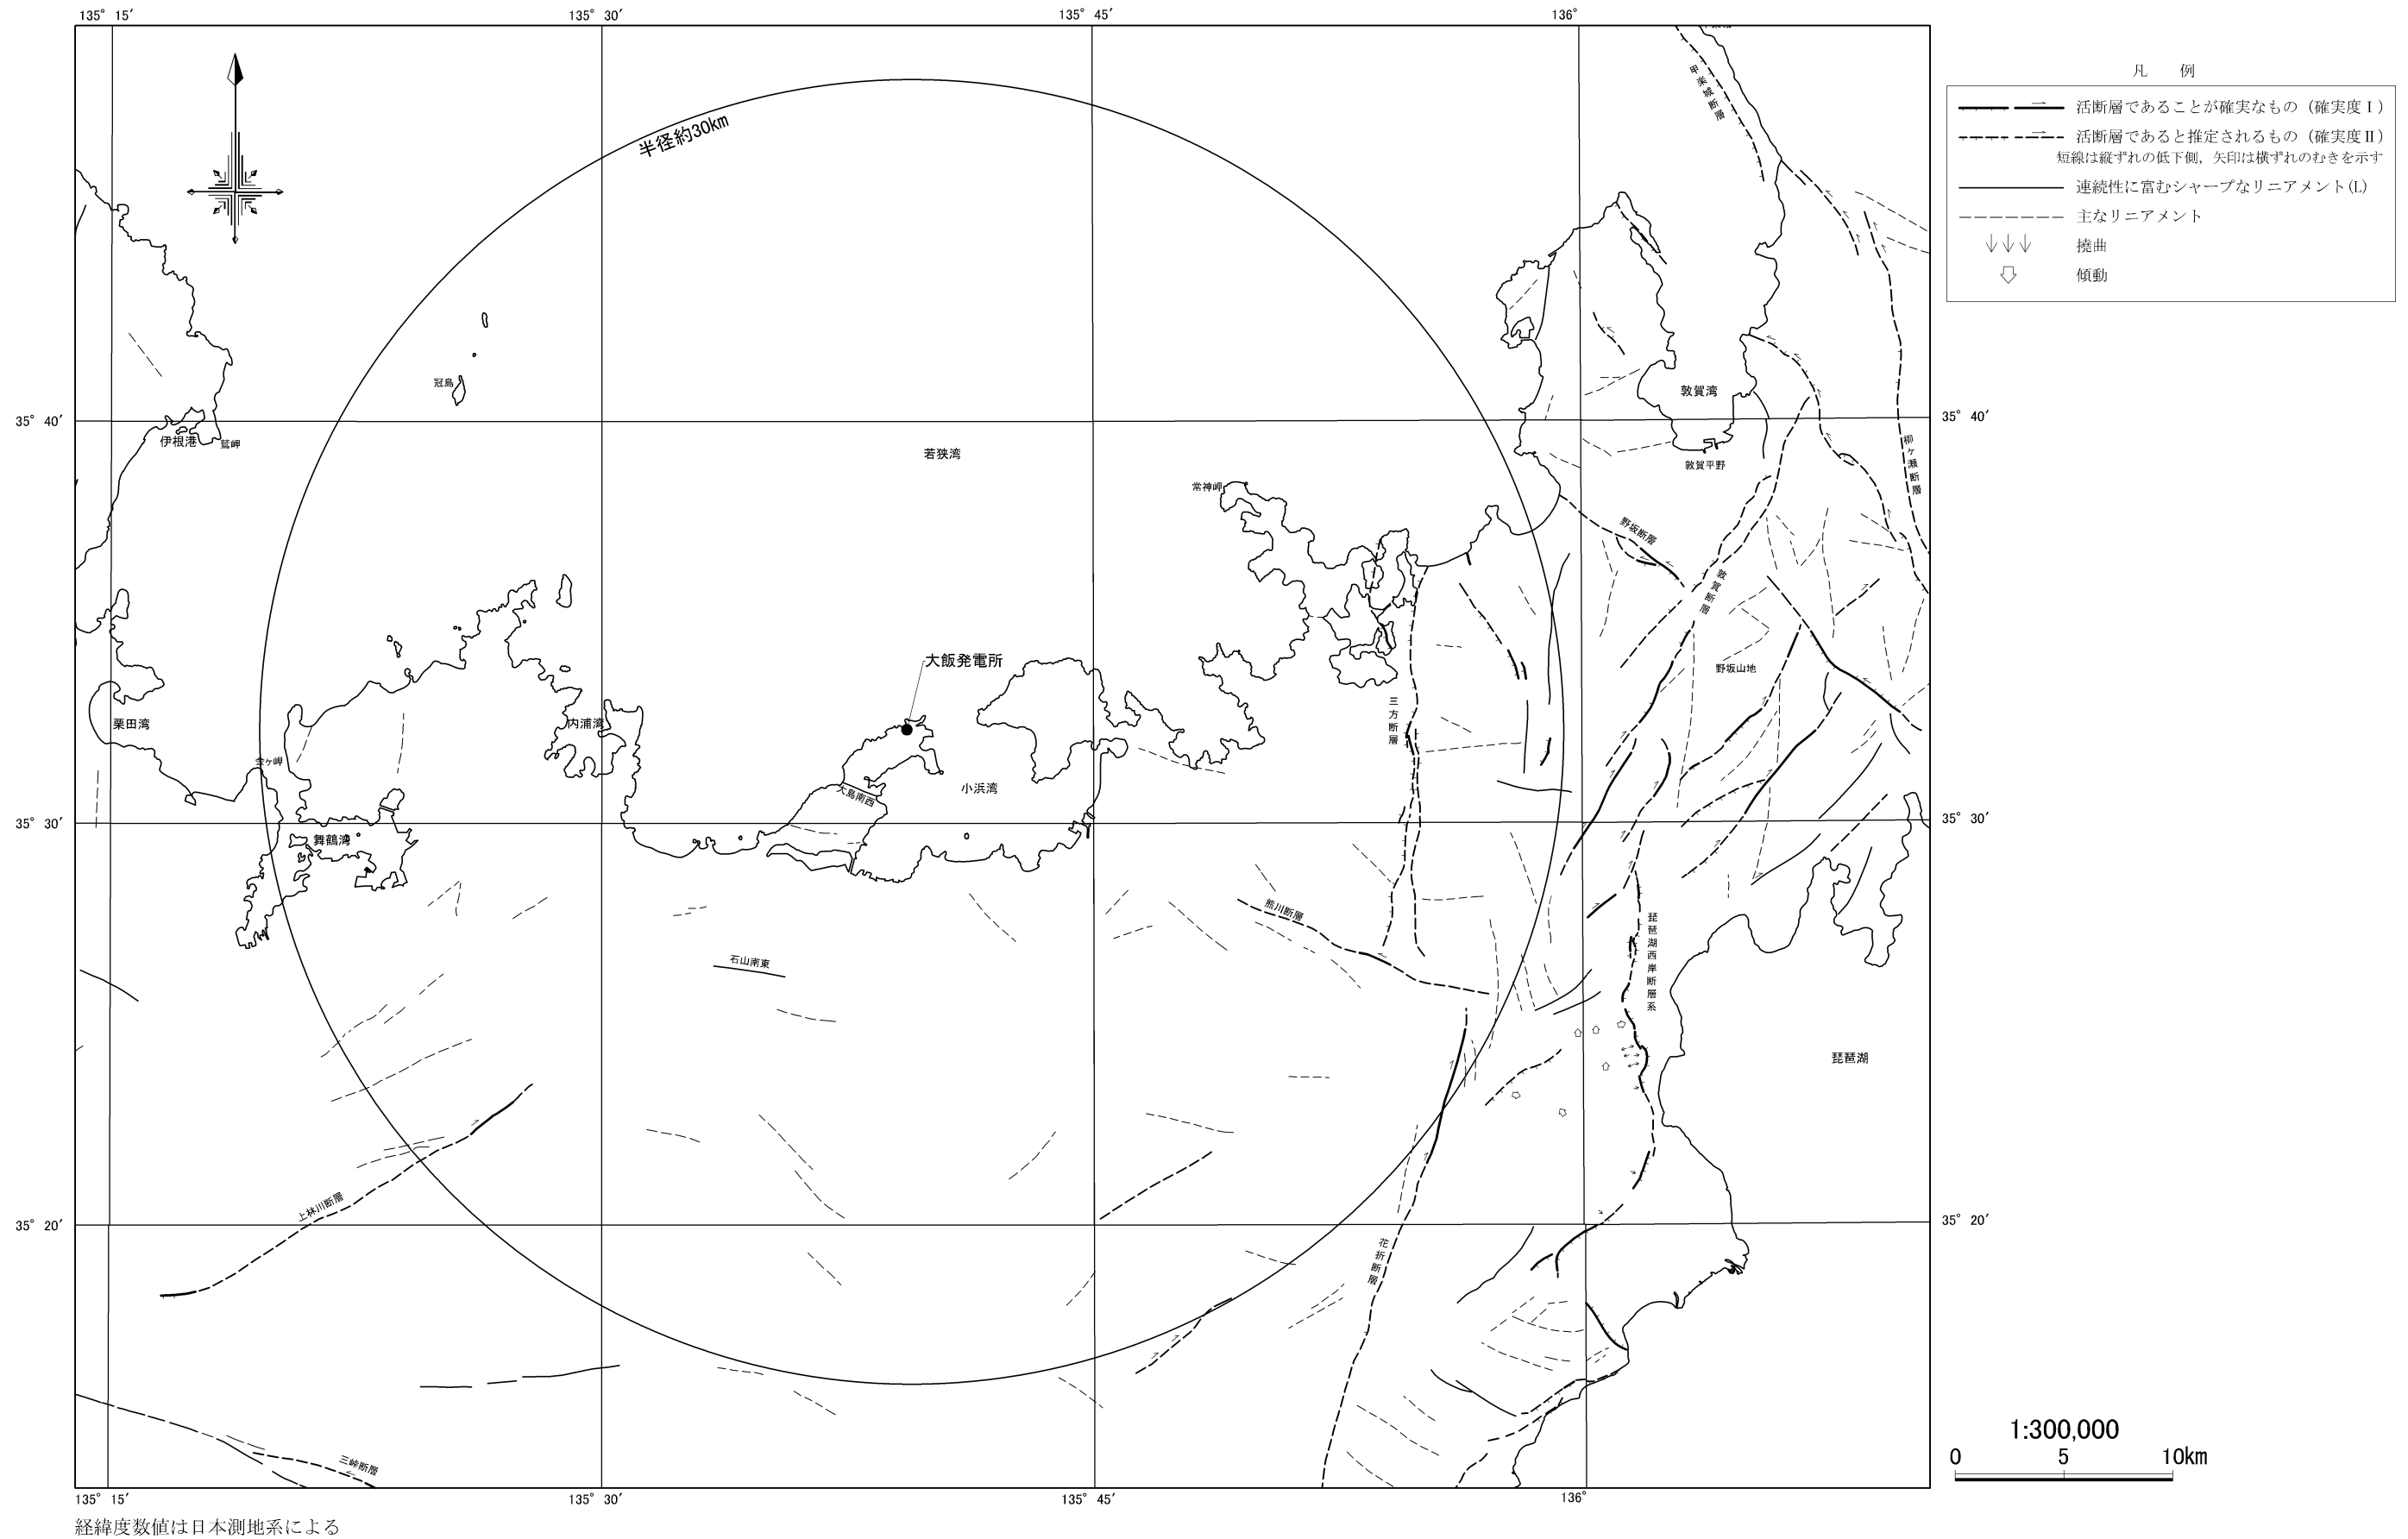 135° 15′
135° 30′
135° 45′
136°
凡 例
活断層であることが確実なもの（確実度Ⅰ）
活断層であると推定されるもの（確実度Ⅱ）
短線は縦ずれの低下側，矢印は横ずれのむきを示す
連続性に富むシャープなリニアメント(L)
主なリニアメント
撓曲
傾動
甲楽城断層
半径約30km
冠島
敦賀湾
35° 40′
35° 40′
伊根港
鷲岬
若狭湾
柳ヶ瀬断層
敦賀平野
常神岬
野坂断層
敦賀断層
大飯発電所
野坂山地
三方断層
栗田湾
内浦湾
金ヶ岬
小浜湾
大島南西
35° 30′
35° 30′
舞鶴湾
熊川断層
琵琶湖西岸断層系
石山南東
琵琶湖
上林川断層
35° 20′
35° 20′
花折断層
三峠断層
1:300,000
0 5 10km
135° 15′
135° 30′
135° 45′
136°
経緯度数値は日本測地系による